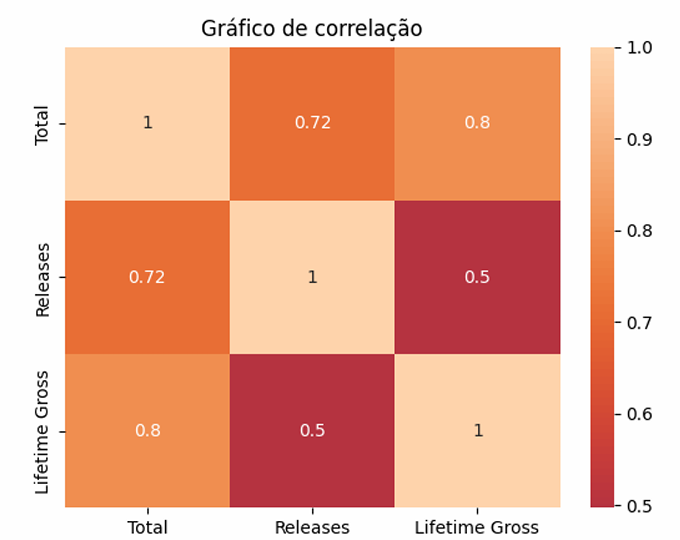 Gráfico de correlação
Total
1
0.72
0.8
Releases
0.72
1
0.5
Lifetime Gross
0.8
0.5
1
Total
Releases
Lifetime Gross
1.0
0.9
0.8
0.7
0.6
0.5